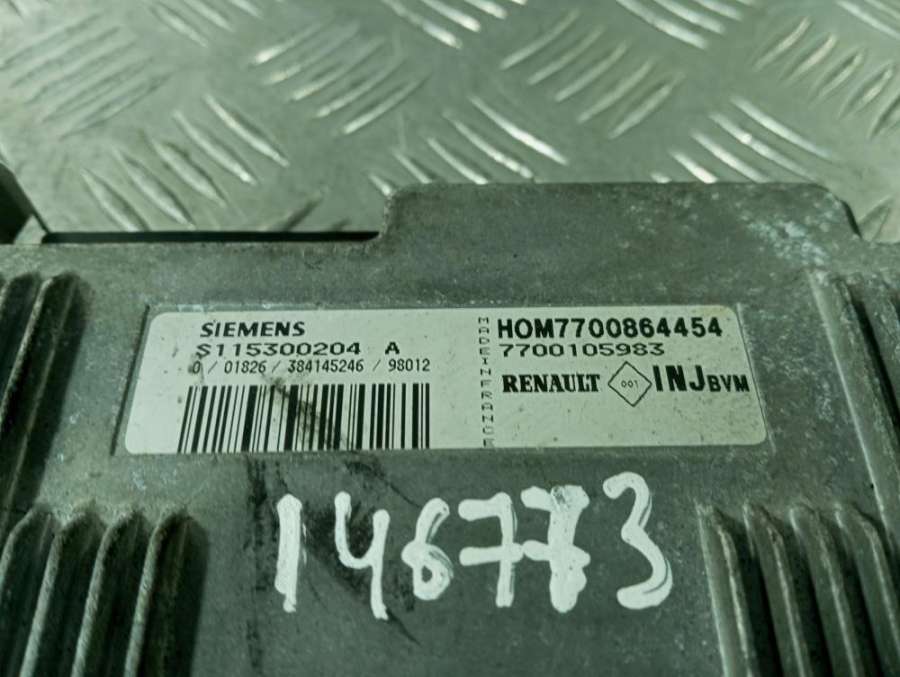 SIEMENS
S115300204 A
0 / 01826 / 384145246 / 98012
MADE IN FRANCE
HOM7700864454
7700105983
RENAULT 001 INJ BVM
146773